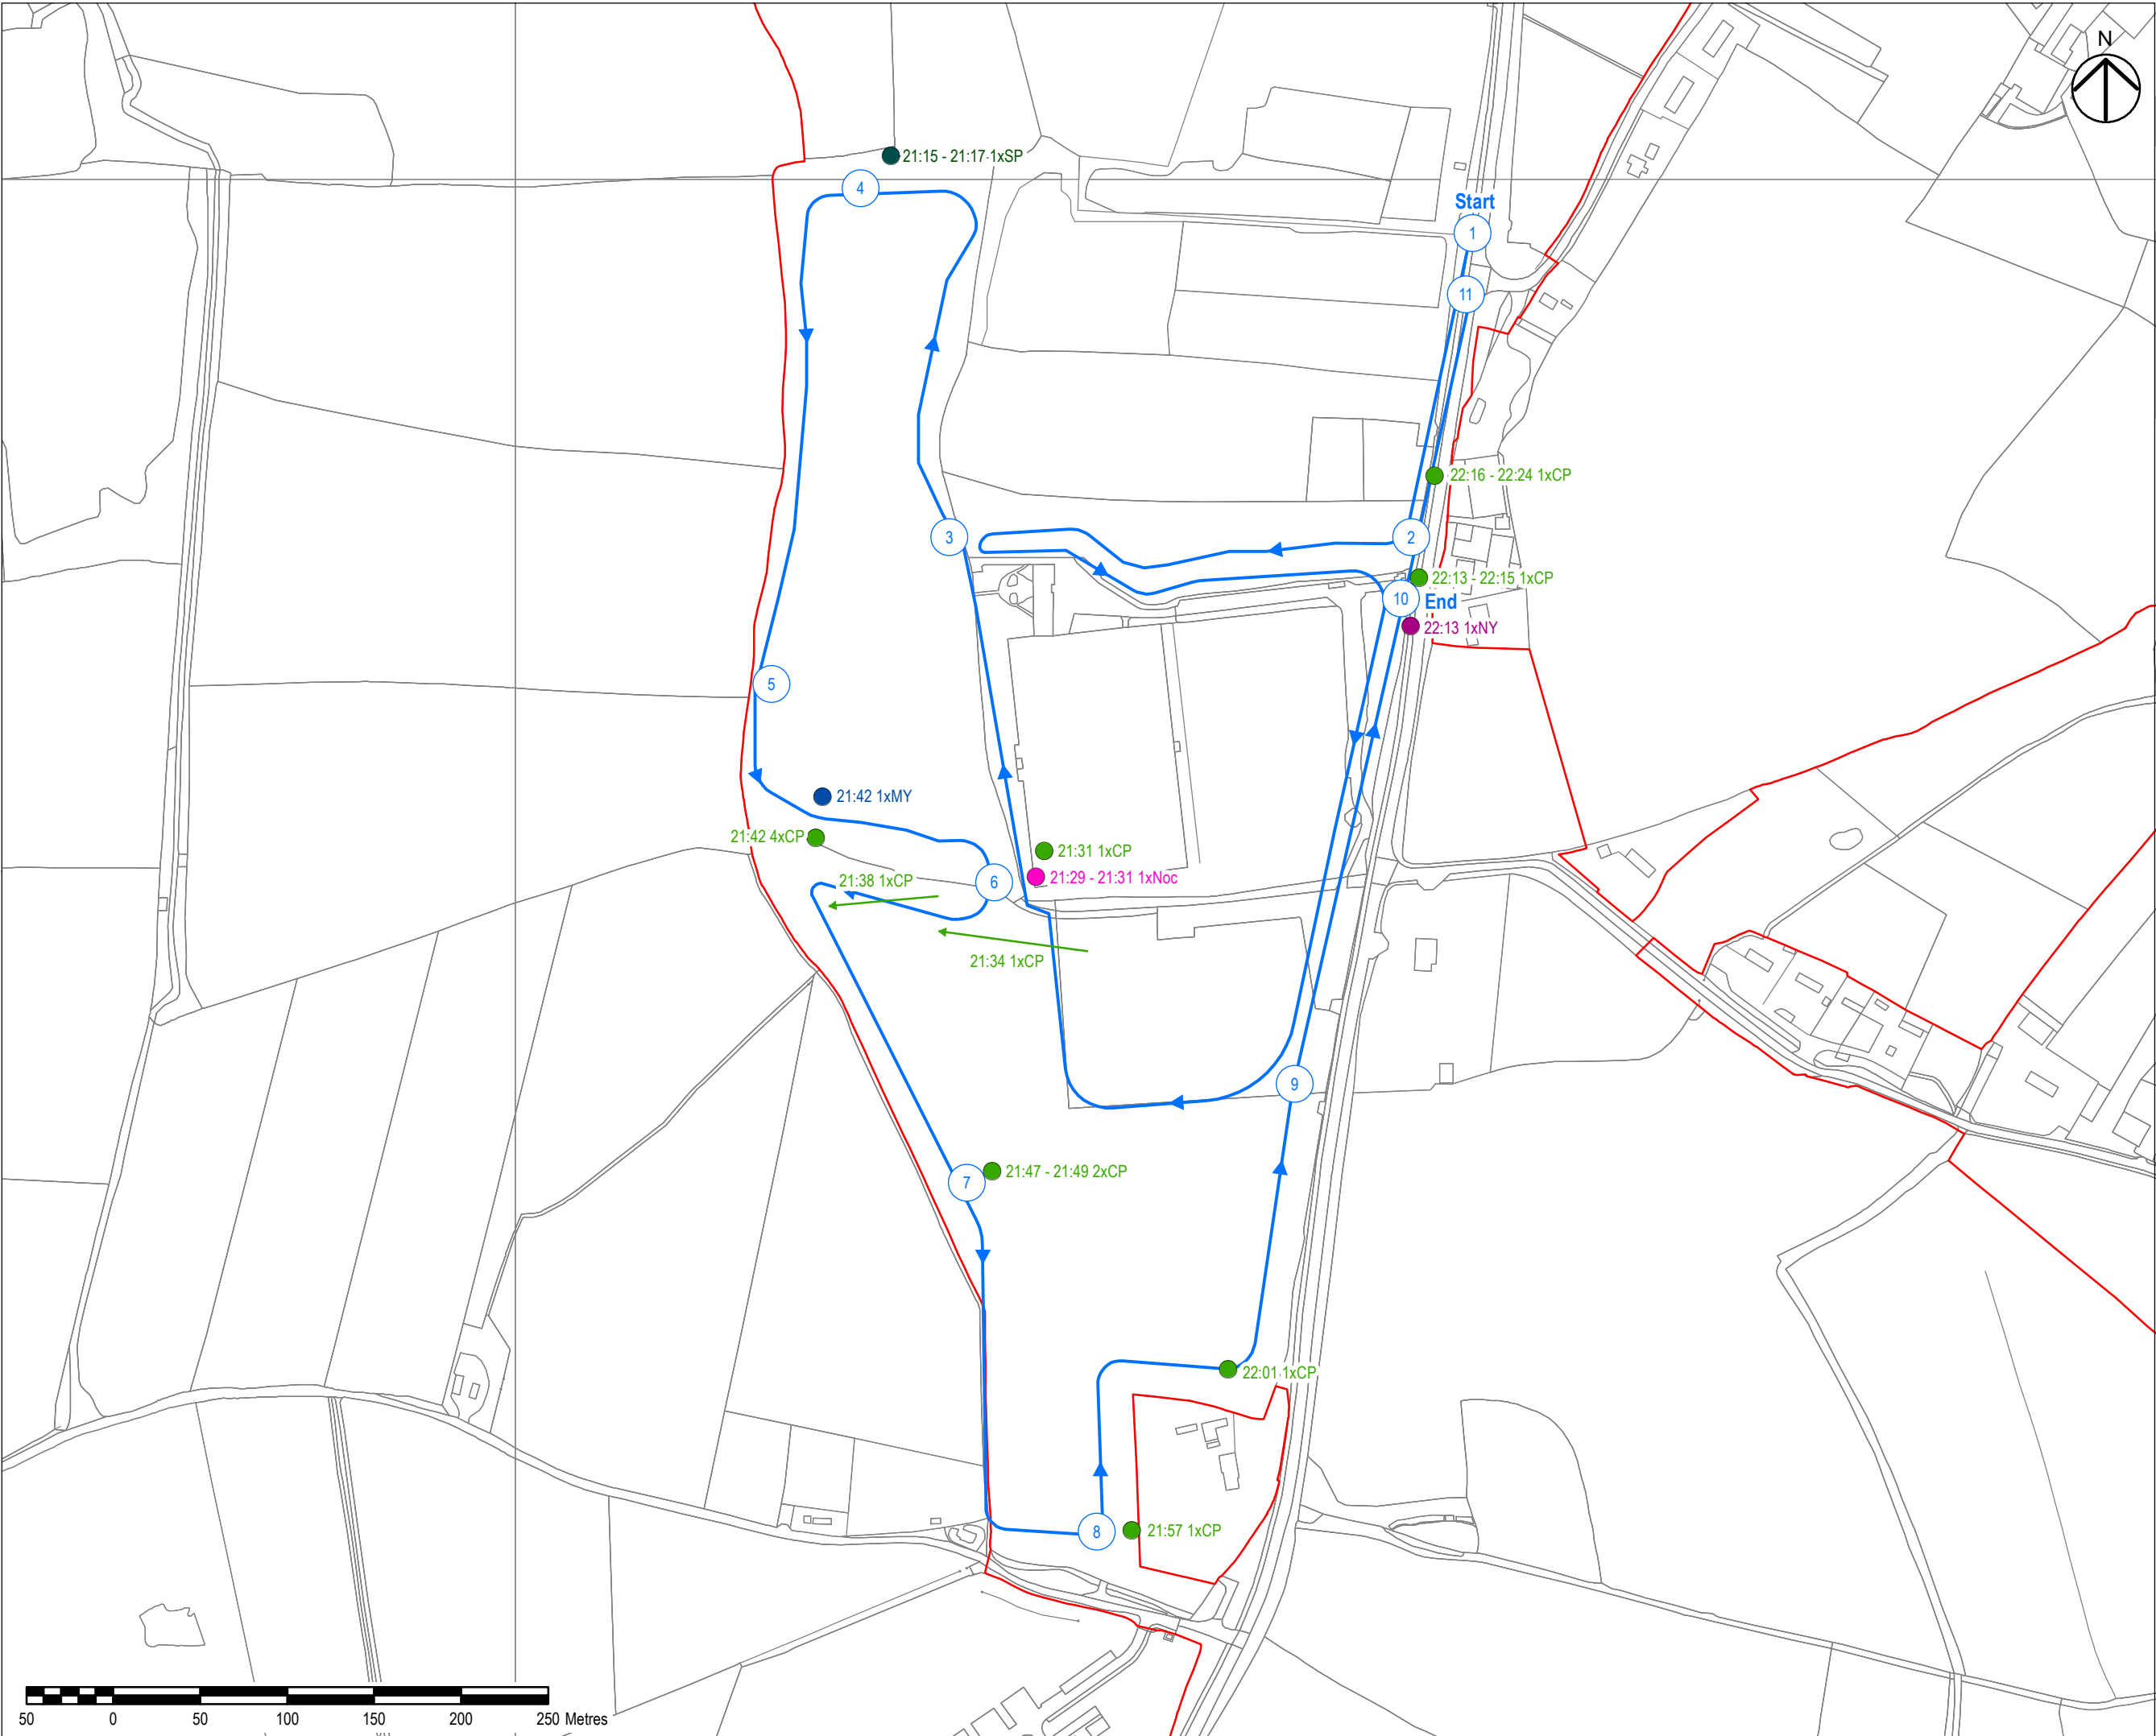 N
21:15 - 21:17 1xSP
4
Start
1
11
22:16 - 22:24 1xCP
3
2
22:13 - 22:15 1xCP
10
End
22:13 1xNY
5
21:42 1xMY
21:42 4xCP
21:31 1xCP
21:38 1xCP
6
21:29 - 21:31 1xNoc
21:34 1xCP
9
7
21:47 - 21:49 2xCP
22:01 1xCP
8
21:57 1xCP
50 0 50 100 150 200 250 Metres